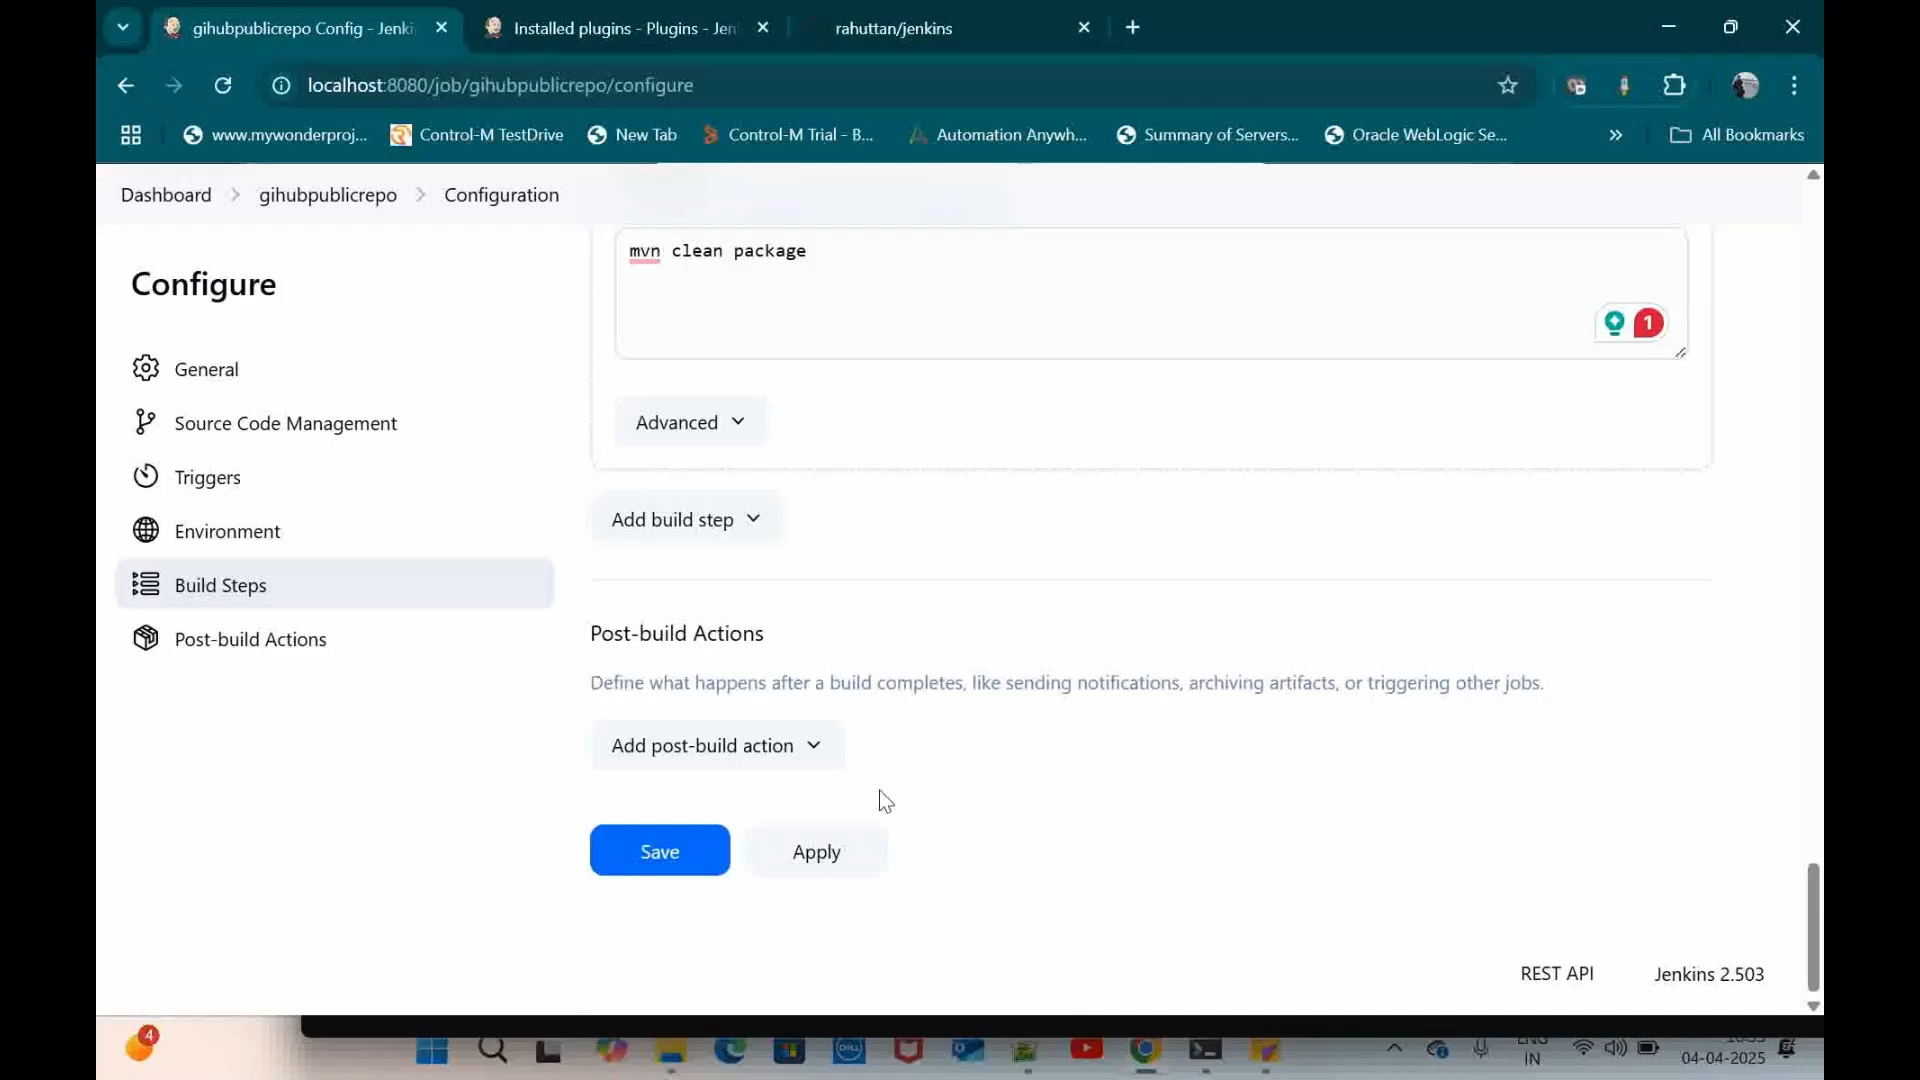 gihubpublicrepo Config - Jenki
Installed plugins - Plugins - Jen
rahuttan/jenkins
localhost:8080/job/gihubpublicrepo/configure
www.mywonderproj...
Control-M TestDrive
New Tab
Control-M Trial - B...
Automation Anywh...
Summary of Servers...
Oracle WebLogic Se...
All Bookmarks
Dashboard
gihubpublicrepo
Configuration
Configure
General
Source Code Management
Triggers
Environment
Build Steps
Post-build Actions
mvn clean package
1
Advanced
Add build step
Post-build Actions
Define what happens after a build completes, like sending notifications, archiving artifacts, or triggering other jobs.
Add post-build action
Save
Apply
REST API
Jenkins 2.503
4
DELL
ENG
IN
04-04-2025